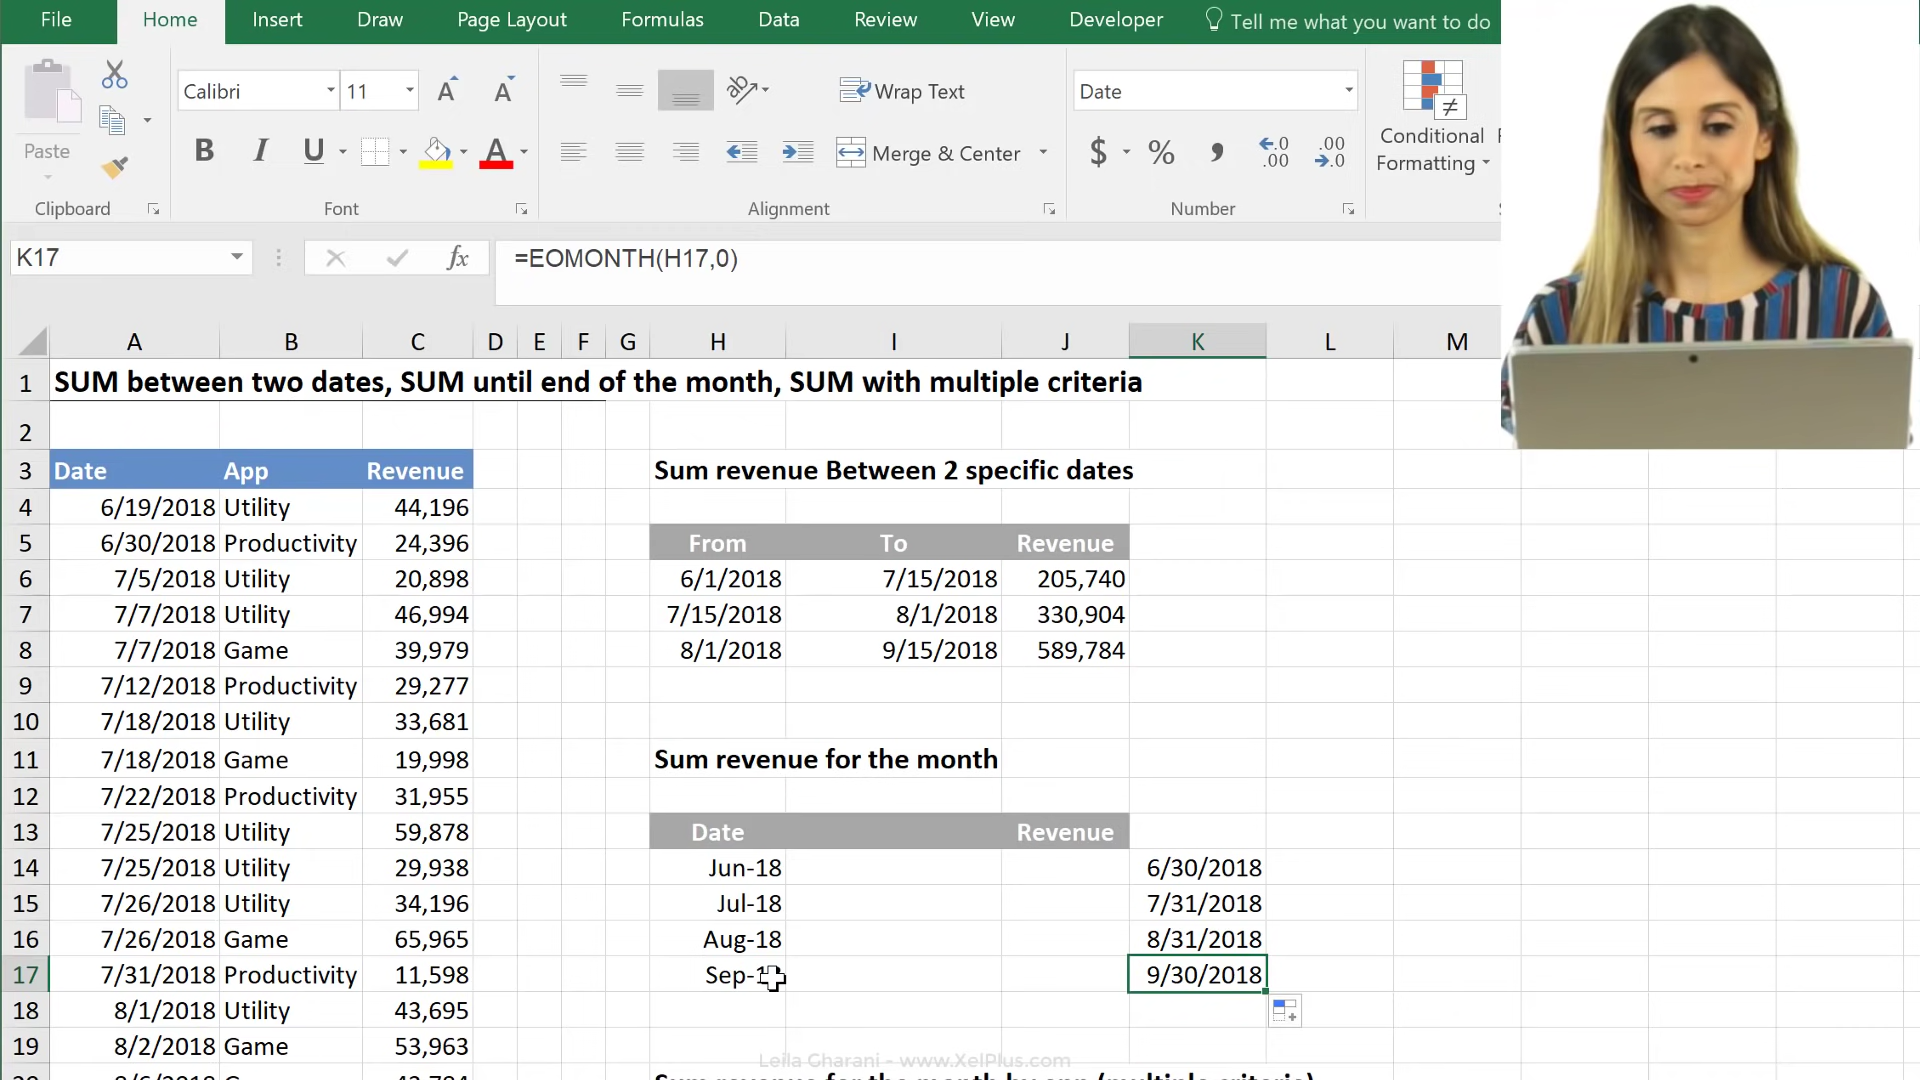 File Home Insert Draw Page Layout Formulas Data Review View Developer Tell me what you want to do
Calibri 11 Wrap Text Date
Paste B I U A Merge & Center $ % , Conditional Formatting
Clipboard Font Alignment Number
K17 fx =EOMONTH(H17,0)
A B C D E F G H I J K L M
1 SUM between two dates, SUM until end of the month, SUM with multiple criteria
2
3 Date App Revenue Sum revenue Between 2 specific dates
4 6/19/2018 Utility 44,196
5 6/30/2018 Productivity 24,396 From To Revenue
6 7/5/2018 Utility 20,898 6/1/2018 7/15/2018 205,740
7 7/7/2018 Utility 46,994 7/15/2018 8/1/2018 330,904
8 7/7/2018 Game 39,979 8/1/2018 9/15/2018 589,784
9 7/12/2018 Productivity 29,277
10 7/18/2018 Utility 33,681
11 7/18/2018 Game 19,998 Sum revenue for the month
12 7/22/2018 Productivity 31,955
13 7/25/2018 Utility 59,878 Date Revenue
14 7/25/2018 Utility 29,938 Jun-18 6/30/2018
15 7/26/2018 Utility 34,196 Jul-18 7/31/2018
16 7/26/2018 Game 65,965 Aug-18 8/31/2018
17 7/31/2018 Productivity 11,598 Sep-1 9/30/2018
18 8/1/2018 Utility 43,695
19 8/2/2018 Game 53,963
Leila Gharani - www.XelPlus.com
Sum revenue for the month by app (multiple criteria)